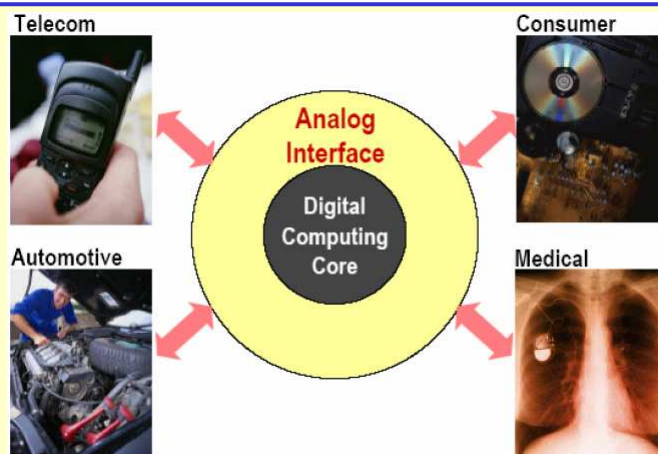 Telecom
Consumer
Analog
Interface
Digital
Computing
Core
Automotive
Medical